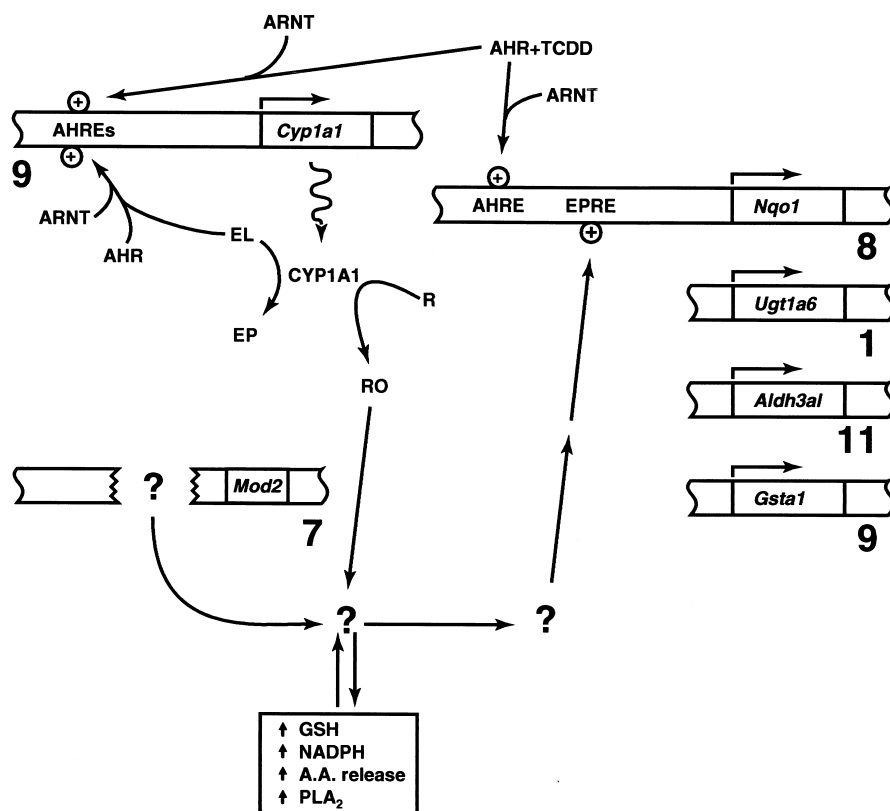 ARNT
AHR+TCDD
ARNT
+
AHREs
Cyp1a1
+
9
ARNT
AHR
EL
EP
CYP1A1
R
RO
+
AHRE
EPRE
Nqo1
+
8
Ugt1a6
1
Aldh3al
11
Gsta1
9
?
Mod2
7
?
?
GSH
NADPH
A.A. release
PLA₂